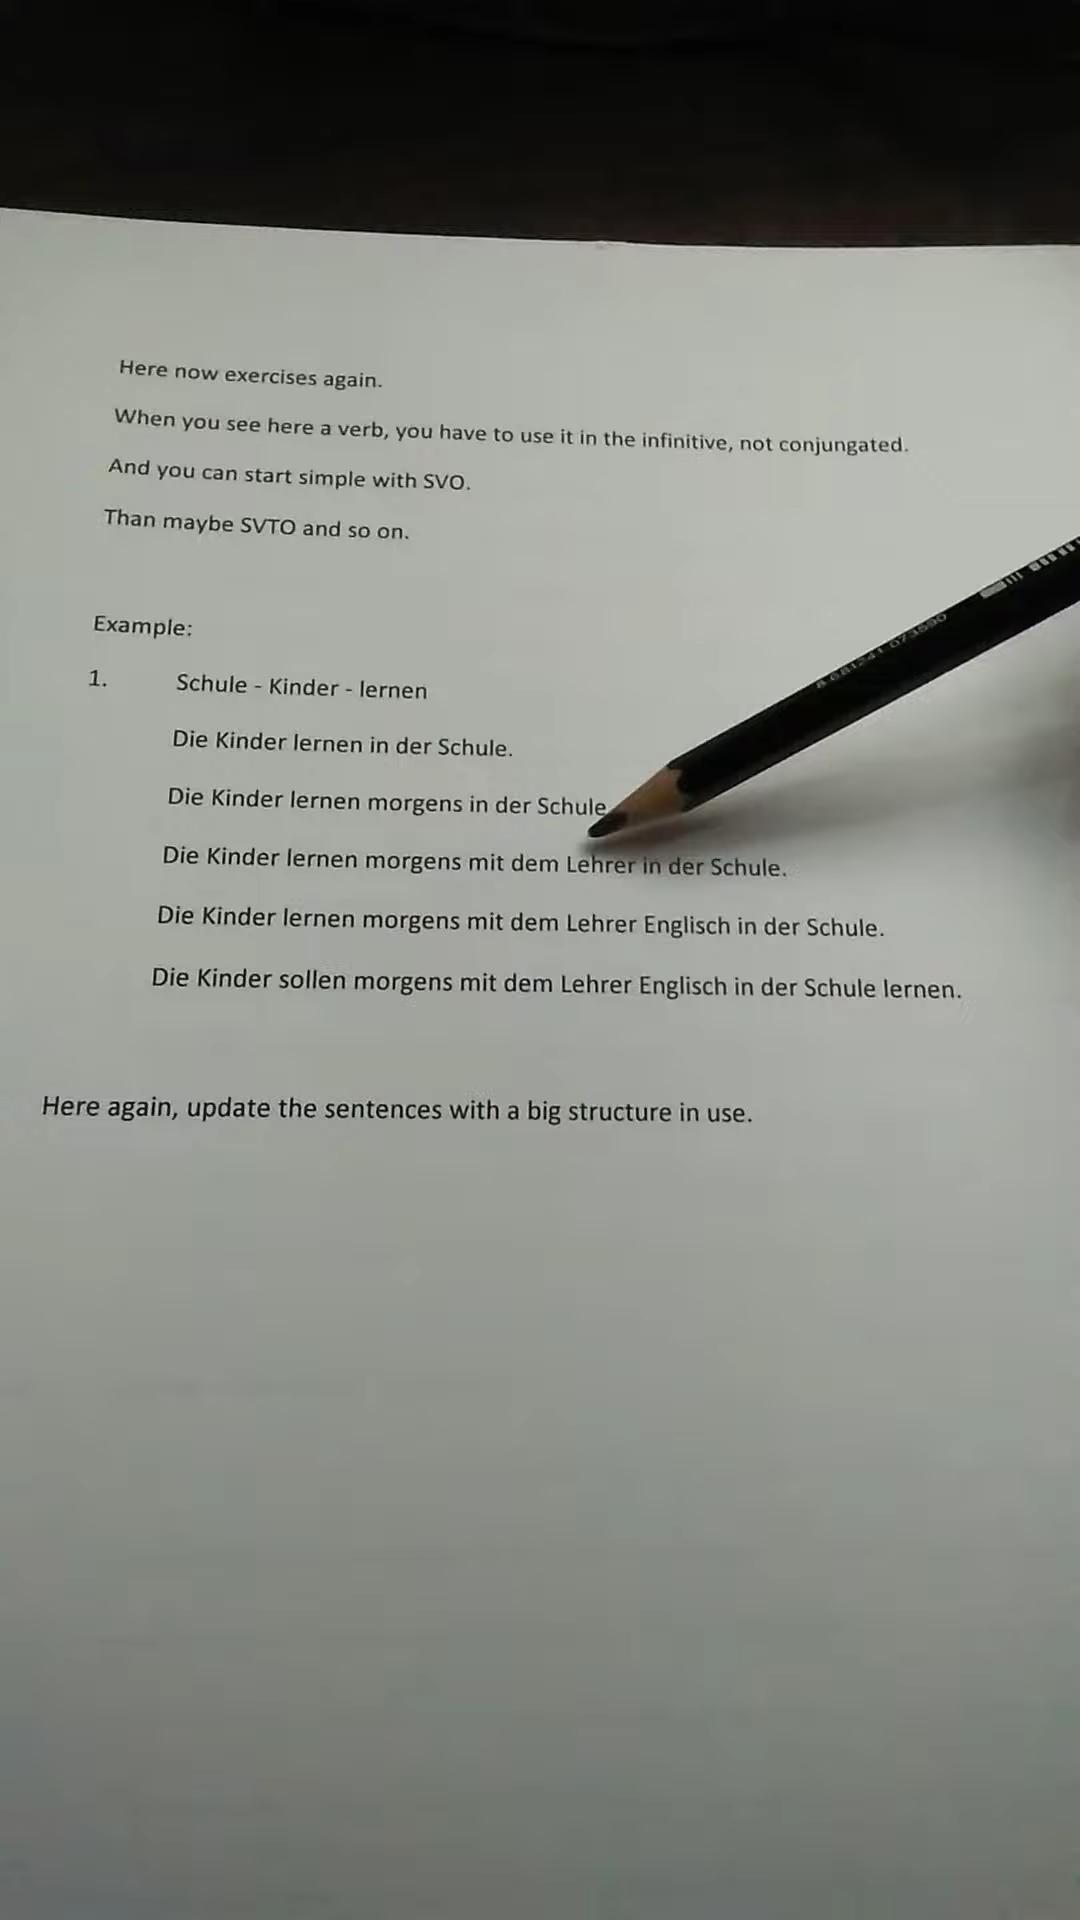 Here now exercises again.
When you see here a verb, you have to use it in the infinitive, not conjungated.
And you can start simple with SVO.
Than maybe SVTO and so on.
Example:
1. Schule - Kinder - lernen
Die Kinder lernen in der Schule.
Die Kinder lernen morgens in der Schule
Die Kinder lernen morgens mit dem Lehrer in der Schule.
Die Kinder lernen morgens mit dem Lehrer Englisch in der Schule.
Die Kinder sollen morgens mit dem Lehrer Englisch in der Schule lernen.
Here again, update the sentences with a big structure in use.
8 681241 073590